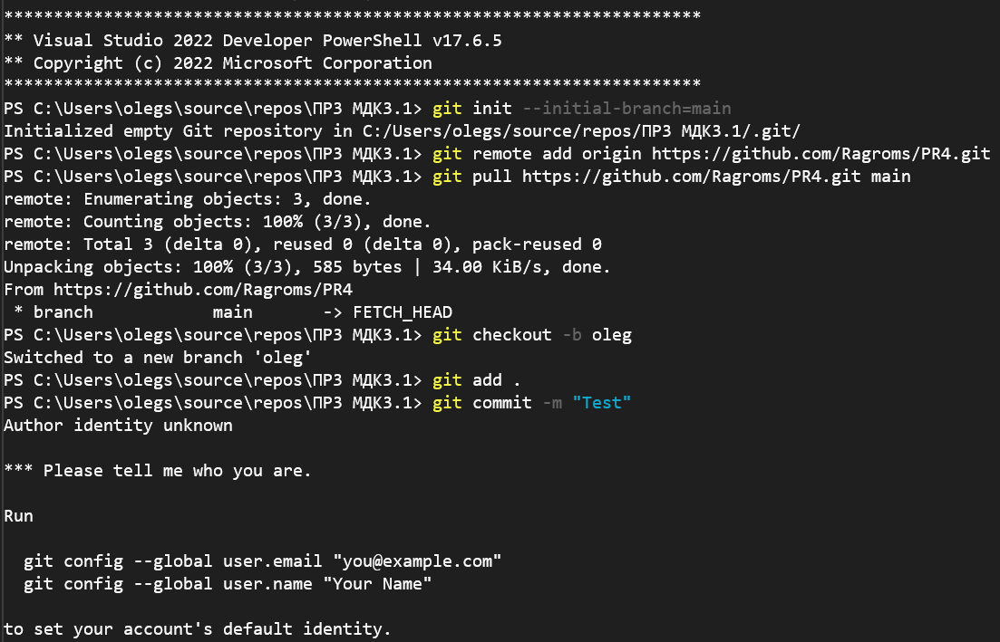 **********************************************************************
** Visual Studio 2022 Developer PowerShell v17.6.5
** Copyright (c) 2022 Microsoft Corporation
**********************************************************************
PS C:\Users\olegs\source\repos\ПР3 МДК3.1> git init --initial-branch=main
Initialized empty Git repository in C:/Users/olegs/source/repos/ПР3 МДК3.1/.git/
PS C:\Users\olegs\source\repos\ПР3 МДК3.1> git remote add origin https://github.com/Ragroms/PR4.git
PS C:\Users\olegs\source\repos\ПР3 МДК3.1> git pull https://github.com/Ragroms/PR4.git main
remote: Enumerating objects: 3, done.
remote: Counting objects: 100% (3/3), done.
remote: Total 3 (delta 0), reused 0 (delta 0), pack-reused 0
Unpacking objects: 100% (3/3), 585 bytes | 34.00 KiB/s, done.
From https://github.com/Ragroms/PR4
 * branch            main       -> FETCH_HEAD
PS C:\Users\olegs\source\repos\ПР3 МДК3.1> git checkout -b oleg
Switched to a new branch 'oleg'
PS C:\Users\olegs\source\repos\ПР3 МДК3.1> git add .
PS C:\Users\olegs\source\repos\ПР3 МДК3.1> git commit -m "Test"
Author identity unknown

*** Please tell me who you are.

Run

  git config --global user.email "you@example.com"
  git config --global user.name "Your Name"

to set your account's default identity.